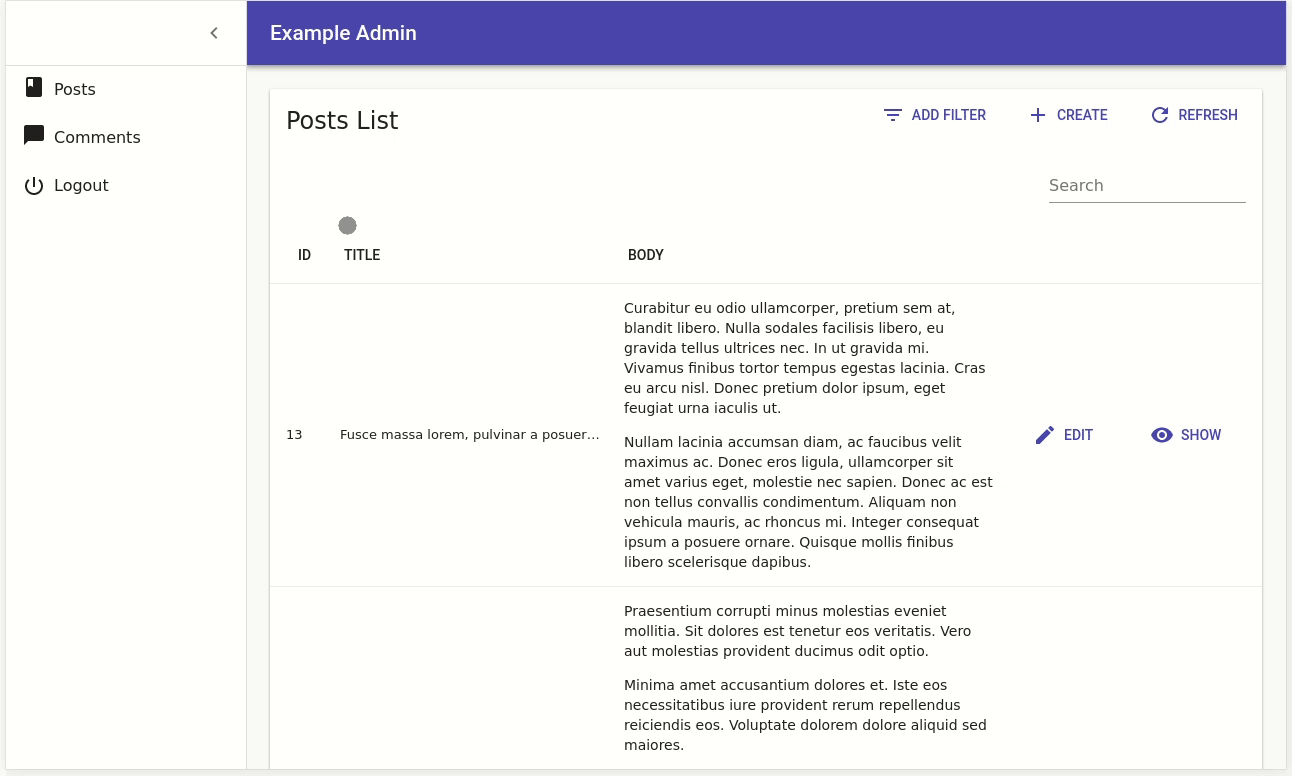 Example Admin
Posts
Comments
Logout
Posts List
ADD FILTER
CREATE
REFRESH
Search
ID
TITLE
BODY
13
Fusce massa lorem, pulvinar a posuer…
Curabitur eu odio ullamcorper, pretium sem at,
blandit libero. Nulla sodales facilisis libero, eu
gravida tellus ultrices nec. In ut gravida mi.
Vivamus finibus tortor tempus egestas lacinia. Cras
eu arcu nisl. Donec pretium dolor ipsum, eget
feugiat urna iaculis ut.
Nullam lacinia accumsan diam, ac faucibus velit
maximus ac. Donec eros ligula, ullamcorper sit
amet varius eget, molestie nec sapien. Donec ac est
non tellus convallis condimentum. Aliquam non
vehicula mauris, ac rhoncus mi. Integer consequat
ipsum a posuere ornare. Quisque mollis finibus
libero scelerisque dapibus.
EDIT
SHOW
Praesentium corrupti minus molestias eveniet
mollitia. Sit dolores est tenetur eos veritatis. Vero
aut molestias provident ducimus odit optio.
Minima amet accusantium dolores et. Iste eos
necessitatibus iure provident rerum repellendus
reiciendis eos. Voluptate dolorem dolore aliquid sed
maiores.